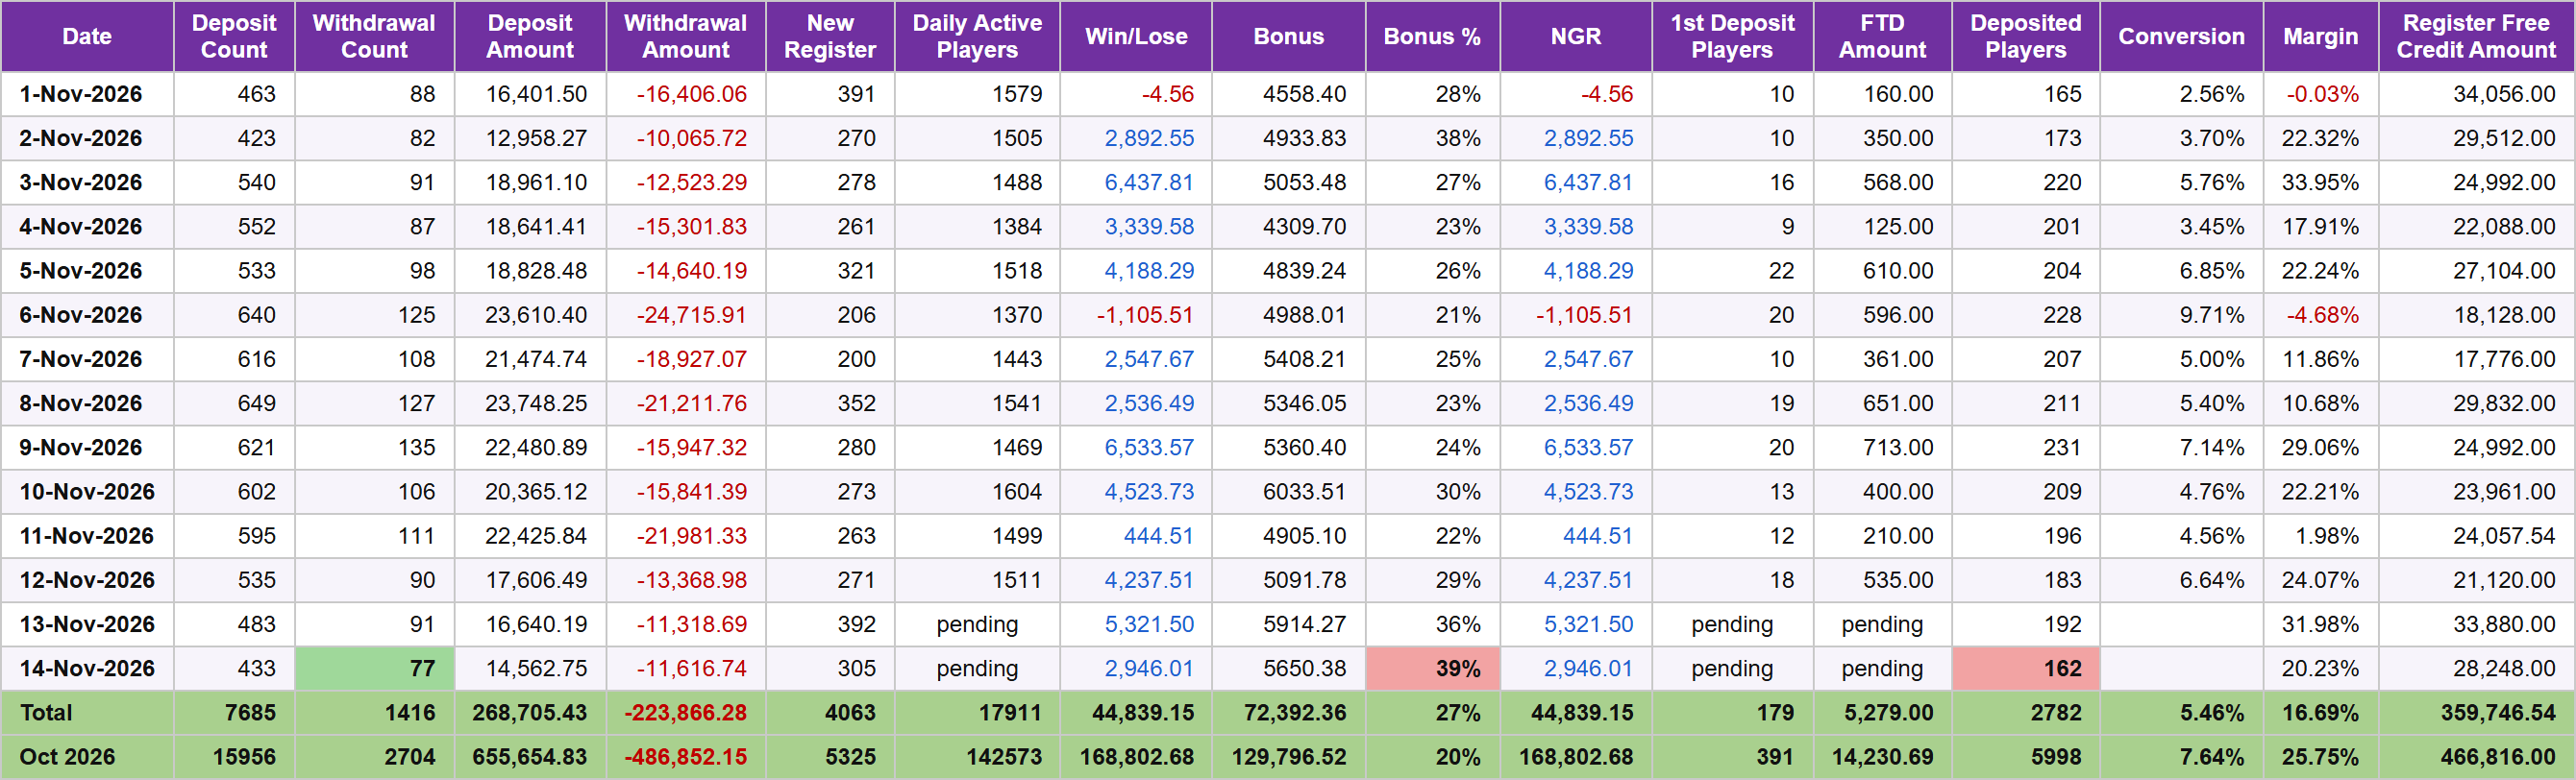 Date Deposit Count Withdrawal Count Deposit Amount Withdrawal Amount New Register Daily Active Players Win/Lose Bonus Bonus % NGR 1st Deposit Players FTD Amount Deposited Players Conversion Margin Register Free Credit Amount
1-Nov-2026 463 88 16,401.50 -16,406.06 391 1579 -4.56 4558.40 28% -4.56 10 160.00 165 2.56% -0.03% 34,056.00
2-Nov-2026 423 82 12,958.27 -10,065.72 270 1505 2,892.55 4933.83 38% 2,892.55 10 350.00 173 3.70% 22.32% 29,512.00
3-Nov-2026 540 91 18,961.10 -12,523.29 278 1488 6,437.81 5053.48 27% 6,437.81 16 568.00 220 5.76% 33.95% 24,992.00
4-Nov-2026 552 87 18,641.41 -15,301.83 261 1384 3,339.58 4309.70 23% 3,339.58 9 125.00 201 3.45% 17.91% 22,088.00
5-Nov-2026 533 98 18,828.48 -14,640.19 321 1518 4,188.29 4839.24 26% 4,188.29 22 610.00 204 6.85% 22.24% 27,104.00
6-Nov-2026 640 125 23,610.40 -24,715.91 206 1370 -1,105.51 4988.01 21% -1,105.51 20 596.00 228 9.71% -4.68% 18,128.00
7-Nov-2026 616 108 21,474.74 -18,927.07 200 1443 2,547.67 5408.21 25% 2,547.67 10 361.00 207 5.00% 11.86% 17,776.00
8-Nov-2026 649 127 23,748.25 -21,211.76 352 1541 2,536.49 5346.05 23% 2,536.49 19 651.00 211 5.40% 10.68% 29,832.00
9-Nov-2026 621 135 22,480.89 -15,947.32 280 1469 6,533.57 5360.40 24% 6,533.57 20 713.00 231 7.14% 29.06% 24,992.00
10-Nov-2026 602 106 20,365.12 -15,841.39 273 1604 4,523.73 6033.51 30% 4,523.73 13 400.00 209 4.76% 22.21% 23,961.00
11-Nov-2026 595 111 22,425.84 -21,981.33 263 1499 444.51 4905.10 22% 444.51 12 210.00 196 4.56% 1.98% 24,057.54
12-Nov-2026 535 90 17,606.49 -13,368.98 271 1511 4,237.51 5091.78 29% 4,237.51 18 535.00 183 6.64% 24.07% 21,120.00
13-Nov-2026 483 91 16,640.19 -11,318.69 392 pending 5,321.50 5914.27 36% 5,321.50 pending pending 192 31.98% 33,880.00
14-Nov-2026 433 77 14,562.75 -11,616.74 305 pending 2,946.01 5650.38 39% 2,946.01 pending pending 162 20.23% 28,248.00
Total 7685 1416 268,705.43 -223,866.28 4063 17911 44,839.15 72,392.36 27% 44,839.15 179 5,279.00 2782 5.46% 16.69% 359,746.54
Oct 2026 15956 2704 655,654.83 -486,852.15 5325 142573 168,802.68 129,796.52 20% 168,802.68 391 14,230.69 5998 7.64% 25.75% 466,816.00